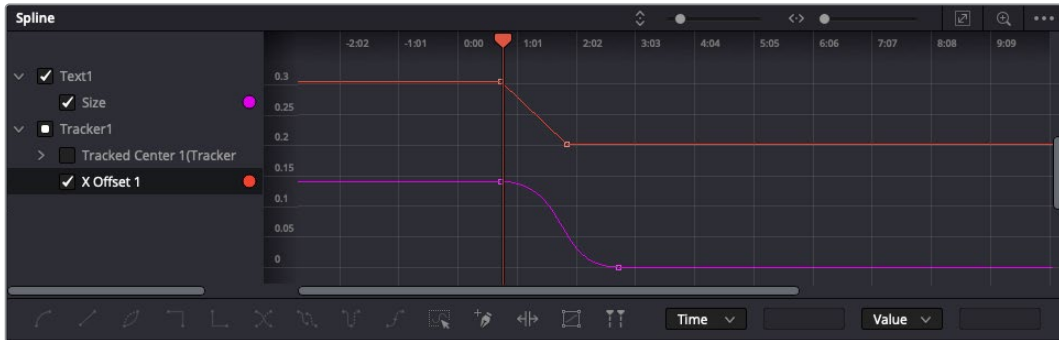 Spline
-2:02 -1:01 0:00 1:01 2:02 3:03 4:04 5:05 6:06 7:07 8:08 9:09
Text1
Size
Tracker1
Tracked Center 1(Tracker
X Offset 1
0.3
0.25
0.2
0.15
0.1
0.05
0
Time Value